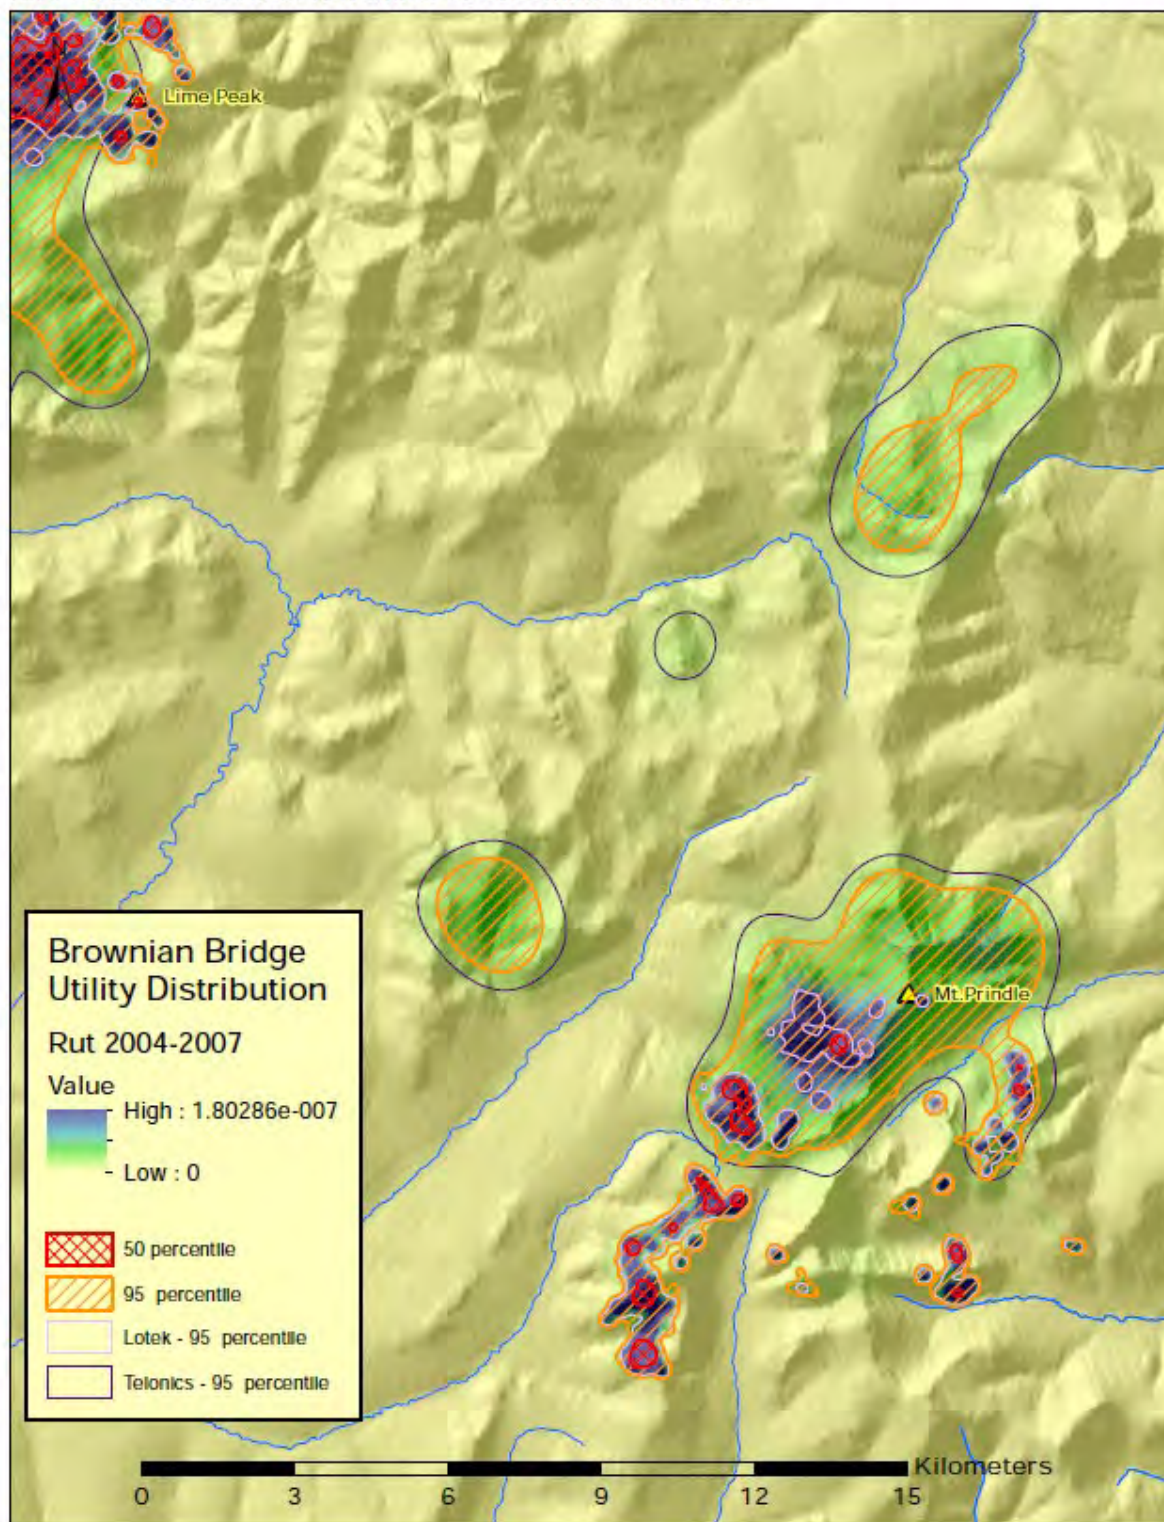 Lime Peak
Mt.Prindle
Brownian Bridge
Utility Distribution
Rut 2004-2007
Value
High : 1.80286e-007
Low : 0
50 percentile
95 percentile
Lotek - 95 percentile
Telonics - 95 percentile
Kilometers
0 3 6 9 12 15